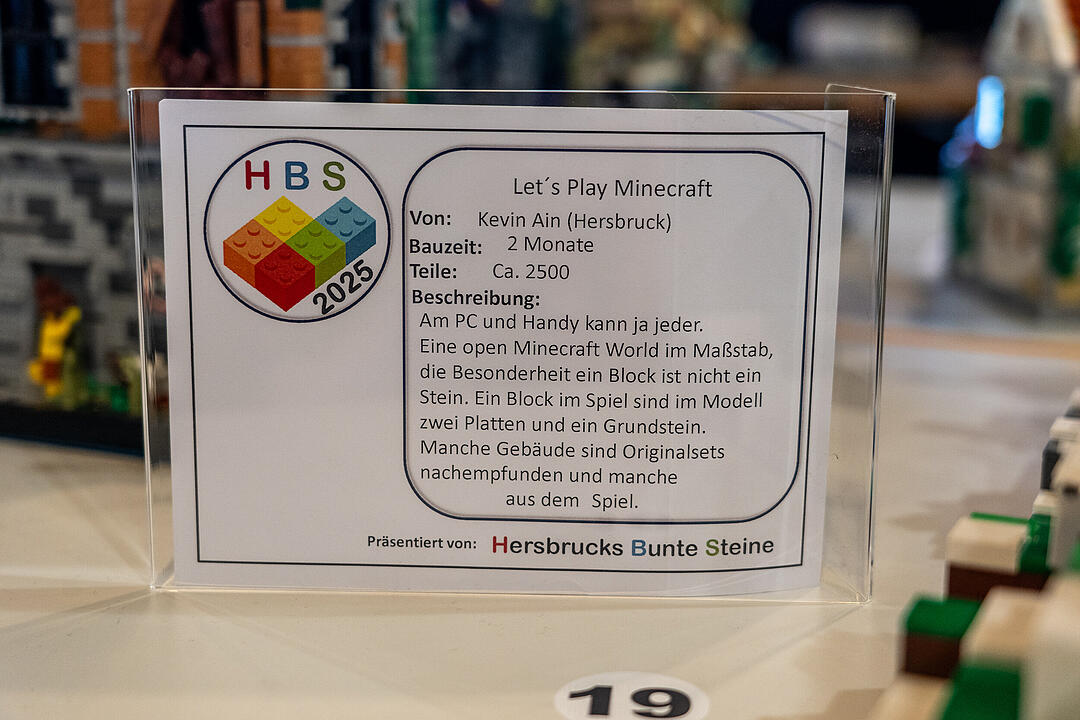 HBS
2025
Let´s Play Minecraft
Von: Kevin Ain (Hersbruck)
Bauzeit: 2 Monate
Teile: Ca. 2500
Beschreibung:
Am PC und Handy kann ja jeder.
Eine open Minecraft World im Maßstab,
die Besonderheit ein Block ist nicht ein
Stein. Ein Block im Spiel sind im Modell
zwei Platten und ein Grundstein.
Manche Gebäude sind Originalsets
nachempfunden und manche
aus dem Spiel.
Präsentiert von: Hersbrucks Bunte Steine
19